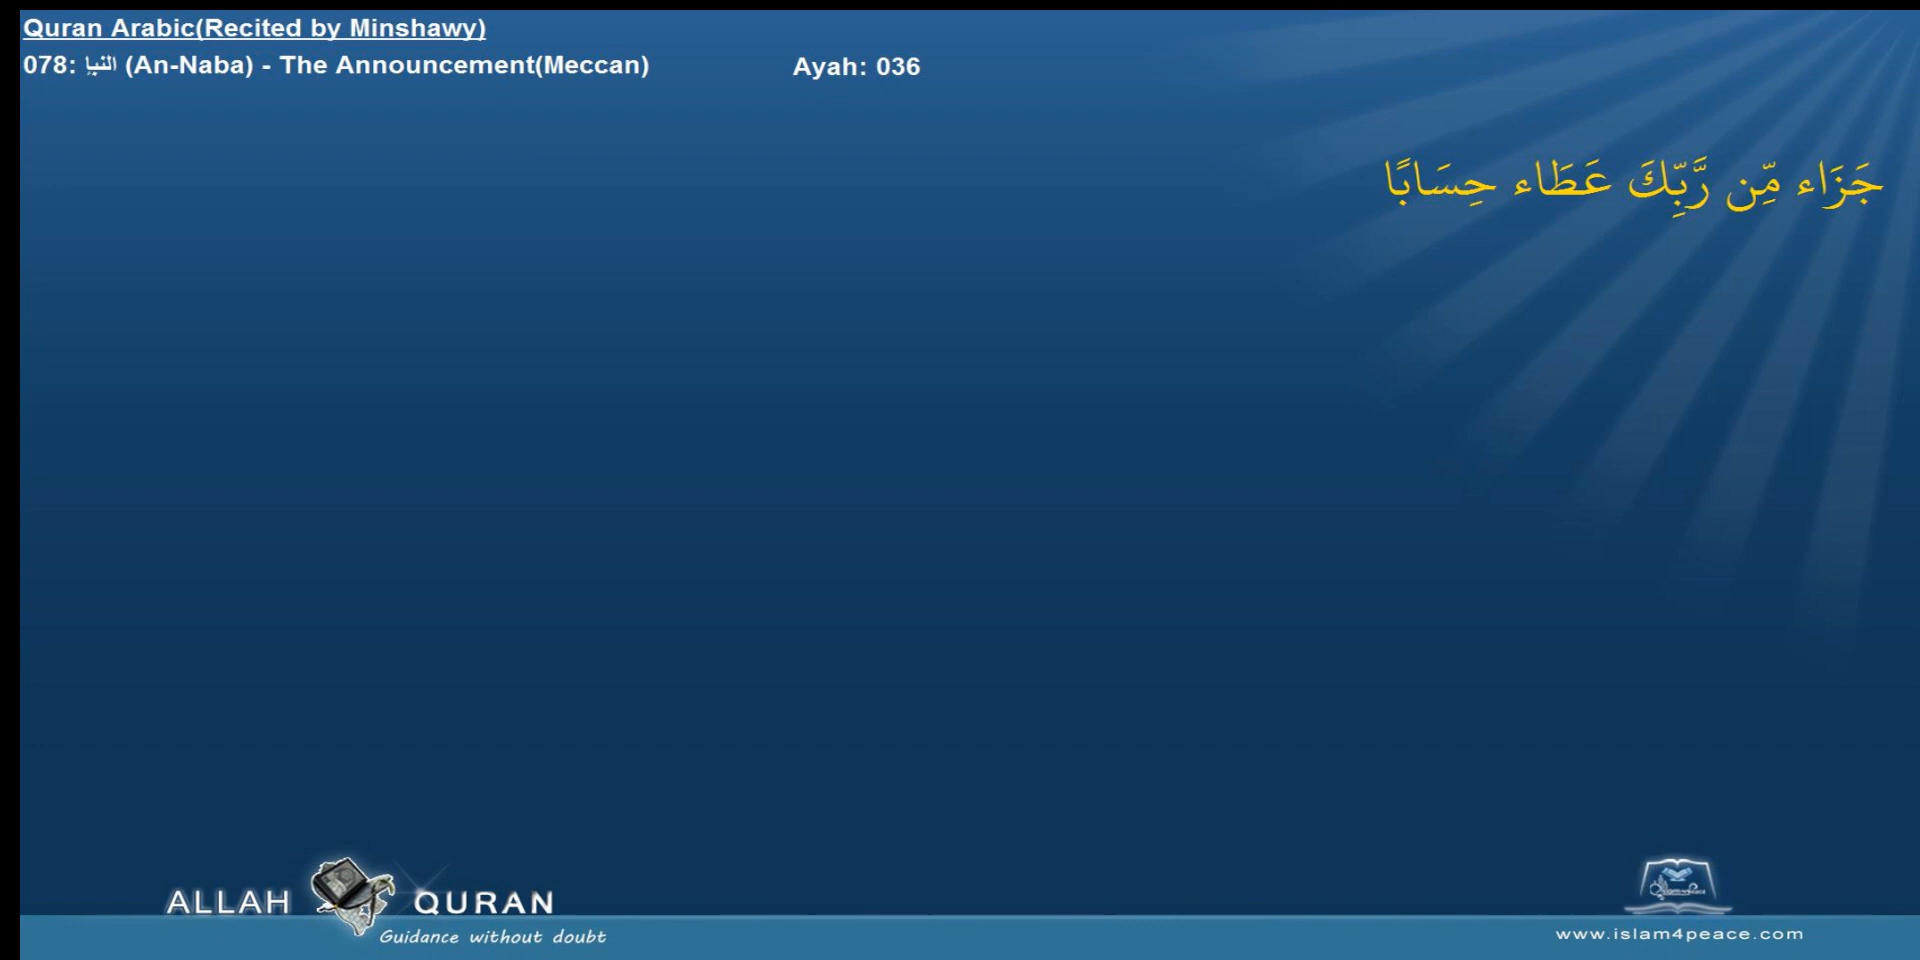 Quran Arabic(Recited by Minshawy)
078: النبإ (An-Naba) - The Announcement(Meccan) Ayah: 036
جَزَاء مِّن رَّبِّكَ عَطَاء حِسَابًا
ALLAH QURAN
Guidance without doubt
www.islam4peace.com